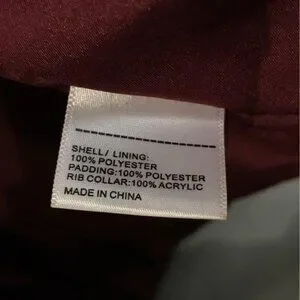 SHELL/ LINING:
100% POLYESTER
PADDING:100% POLYESTER
RIB COLLAR:100% ACRYLIC
MADE IN CHINA